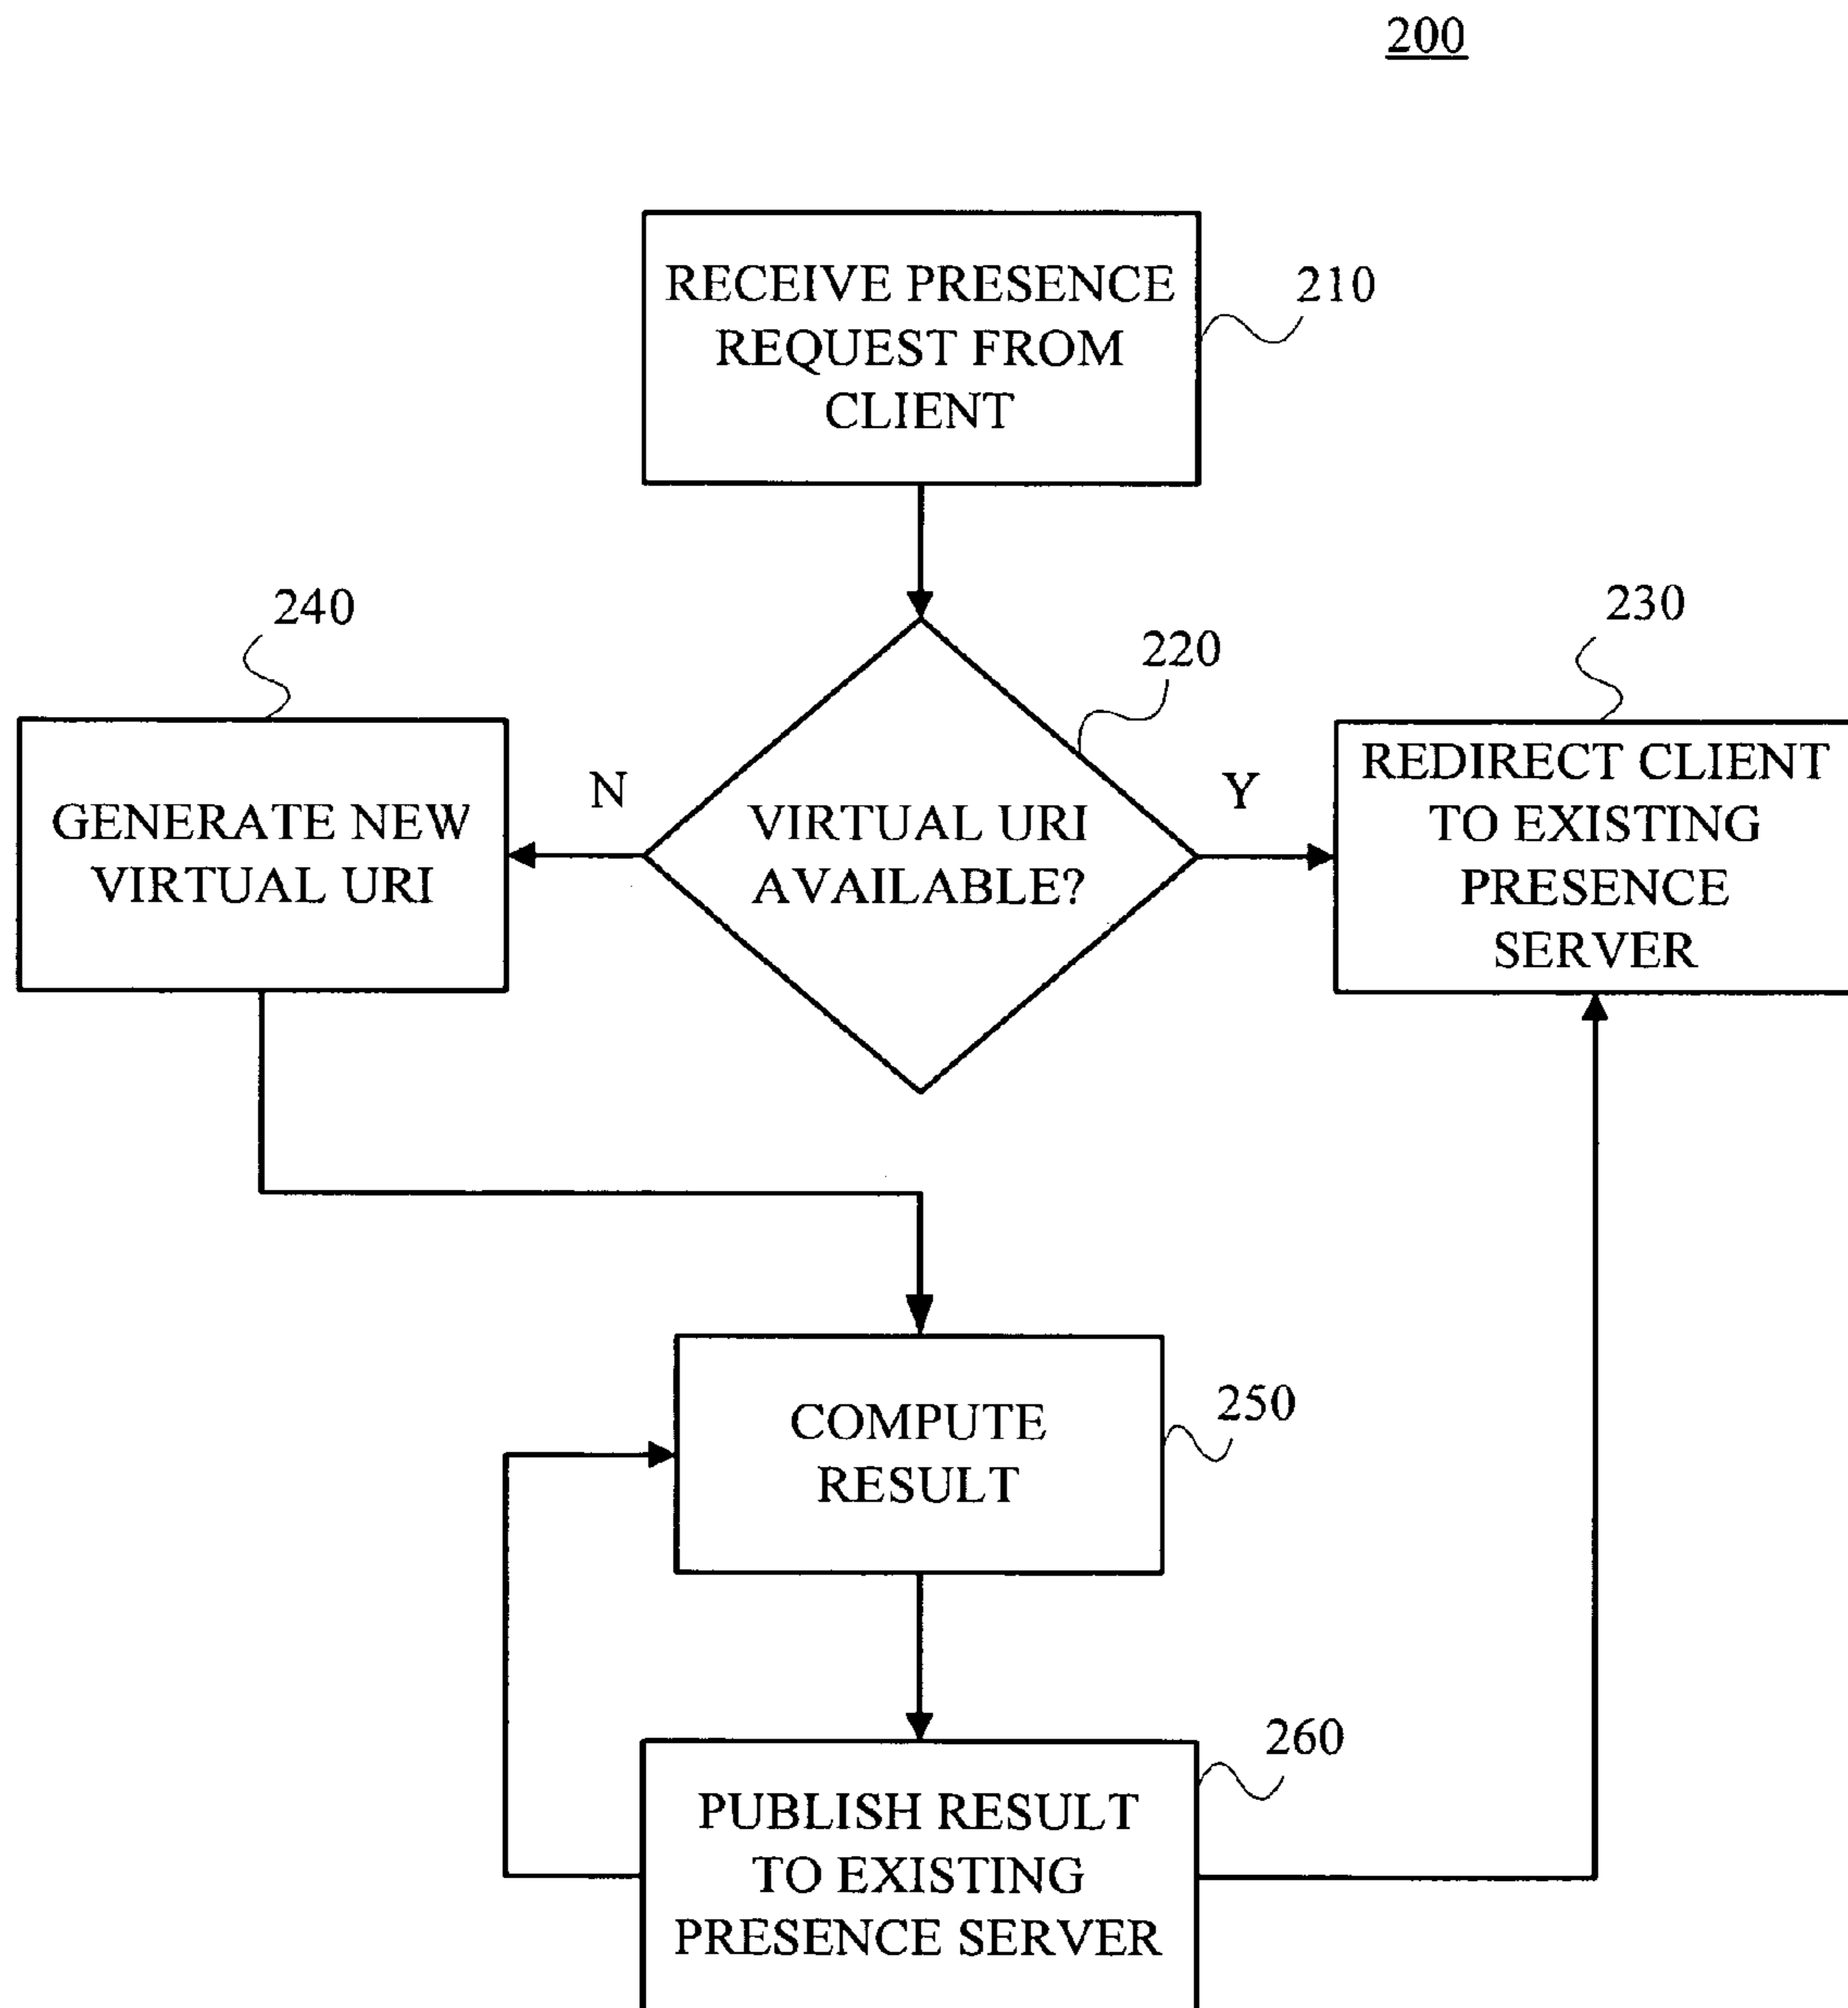 200
RECEIVE PRESENCE
REQUEST FROM
CLIENT
210
240
220
230
GENERATE NEW
VIRTUAL URI
N
VIRTUAL URI
AVAILABLE?
Y
REDIRECT CLIENT
TO EXISTING
PRESENCE
SERVER
COMPUTE
RESULT
250
260
PUBLISH RESULT
TO EXISTING
PRESENCE SERVER